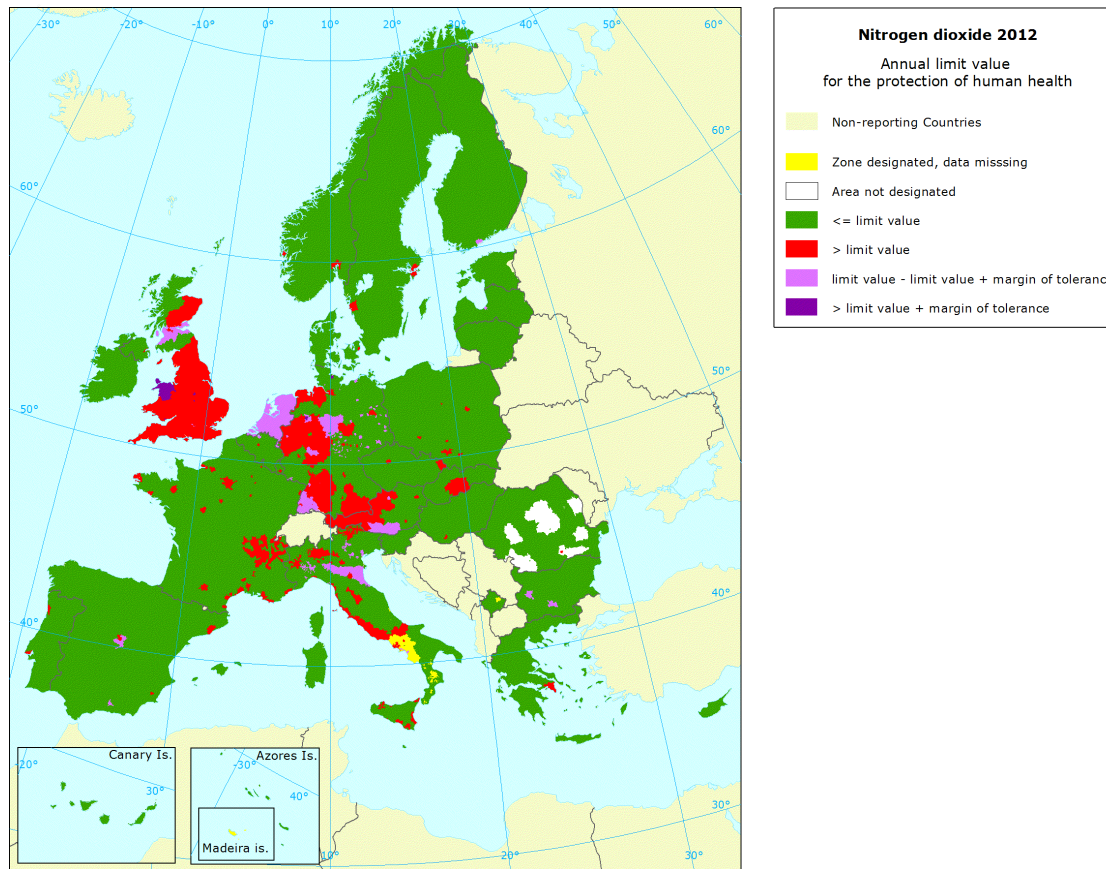 -30° -20° -10° 0° 10° 20° 30° 40° 50° 60°
60°
60°
50°
50°
40°
40°
30°
-10° 20° 30°
Canary Is.
-20°
30°
Azores Is.
-30°
40°
Madeira is.
Nitrogen dioxide 2012
Annual limit value
for the protection of human health
Non-reporting Countries
Zone designated, data misssing
Area not designated
<= limit value
> limit value
limit value - limit value + margin of toleranc
> limit value + margin of tolerance